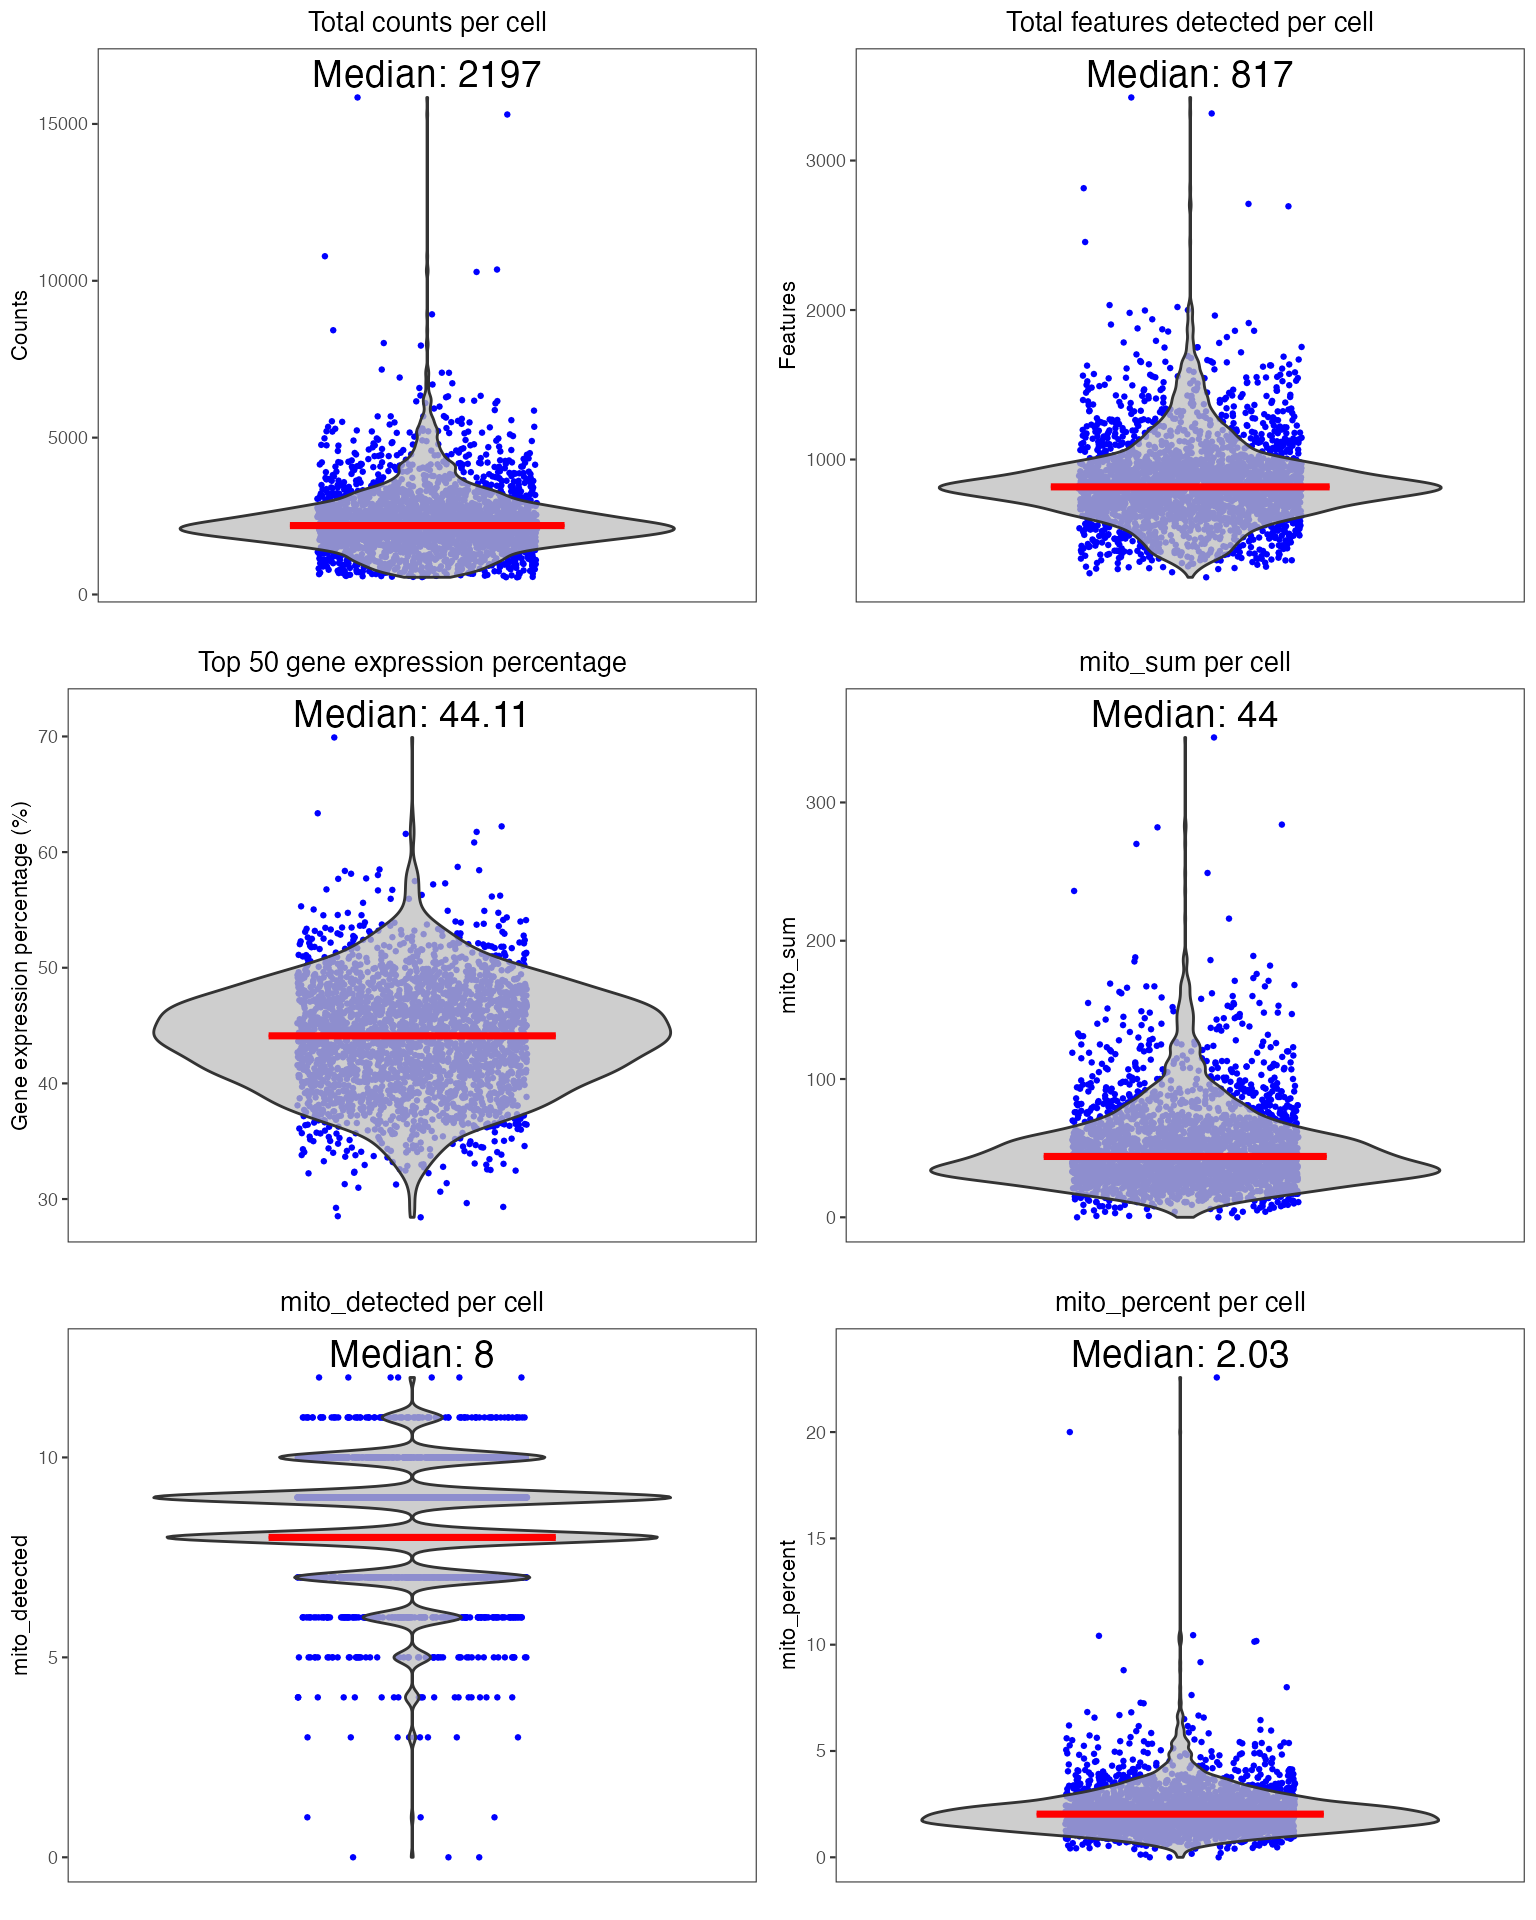 Total counts per cell
Median: 2197
Counts
15000
10000
5000
0
Total features detected per cell
Median: 817
Features
3000
2000
1000
Top 50 gene expression percentage
Median: 44.11
Gene expression percentage (%)
70
60
50
40
30
mito_sum per cell
Median: 44
mito_sum
300
200
100
0
mito_detected per cell
Median: 8
mito_detected
10
5
0
mito_percent per cell
Median: 2.03
mito_percent
20
15
10
5
0